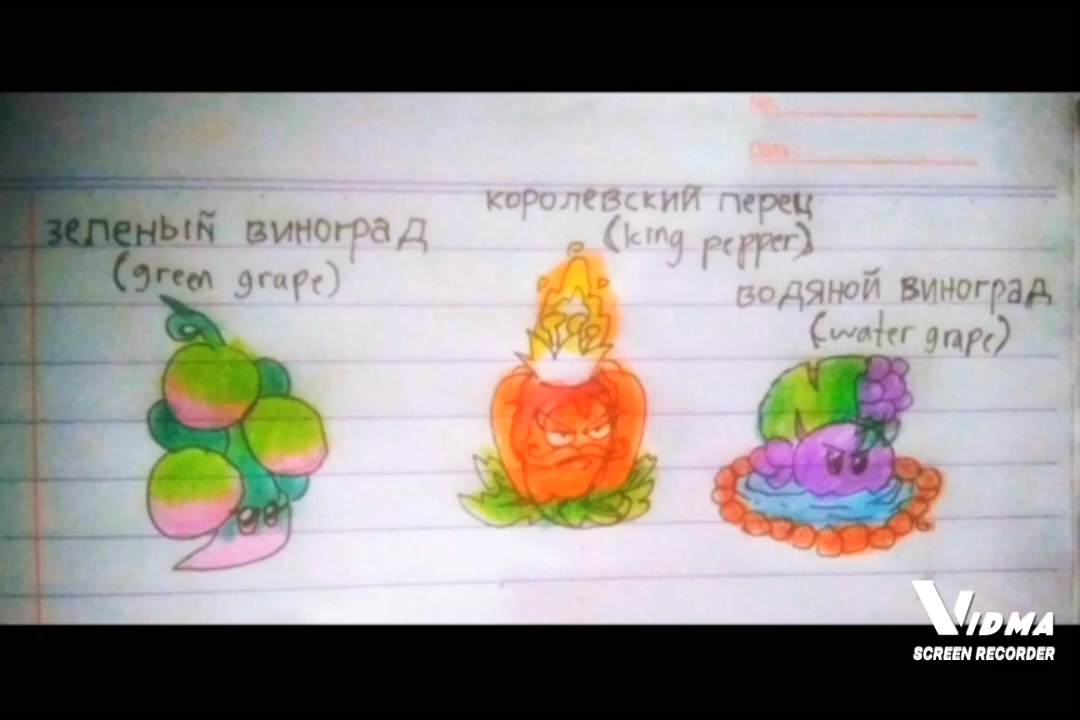 No.
Date:
королевский перец
(king pepper)
зеленый виноград
(green grape)
водяной виноград
(water grape)
VIDMA
SCREEN RECORDER